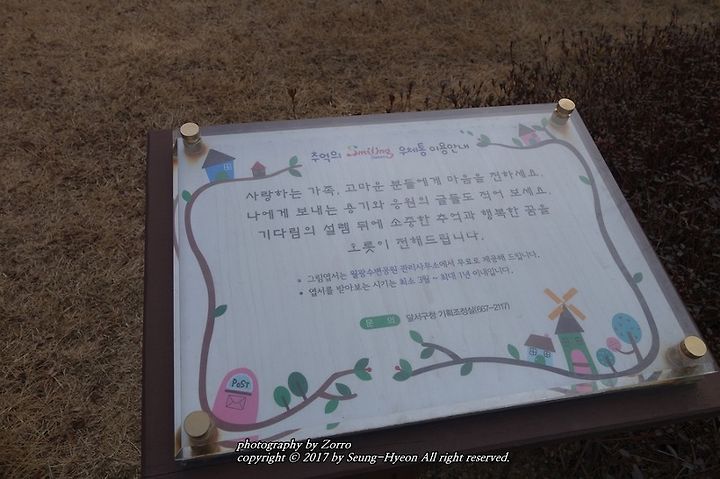 추억의 Smiling 우체통 이용안내
사랑하는 가족, 고마운 분들에게 마음을 전하세요.
나에게 보내는 용기와 응원의 글들도 적어 보세요.
기다림의 설렘 뒤에 소중한 추억과 행복한 꿈을
오롯이 전해드립니다.
● 그림엽서는 월광수변공원 관리사무소에서 무료로 제공해 드립니다.
● 엽서를 받아보는 시기는 최소 3월 ~ 최대 1년 이내입니다.
문 의 달서구청 기획조정실(667-2117)
POST
photography by Zorro
copyright © 2017 by Seung-Hyeon All right reserved.